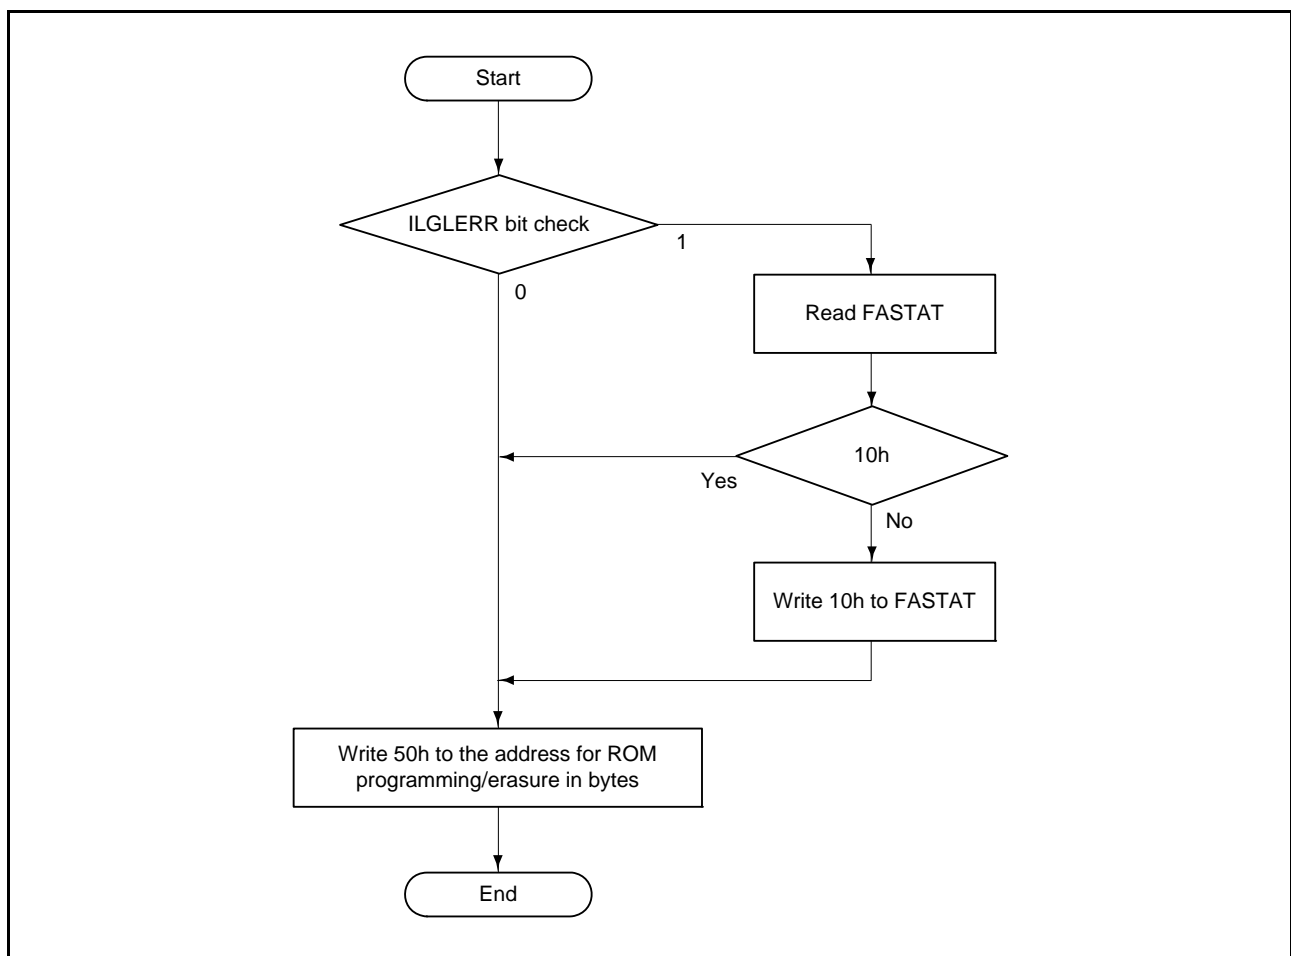 Start
ILGLERR bit check
1
0
Read FASTAT
10h
Yes
No
Write 10h to FASTAT
Write 50h to the address for ROM
programming/erasure in bytes
End